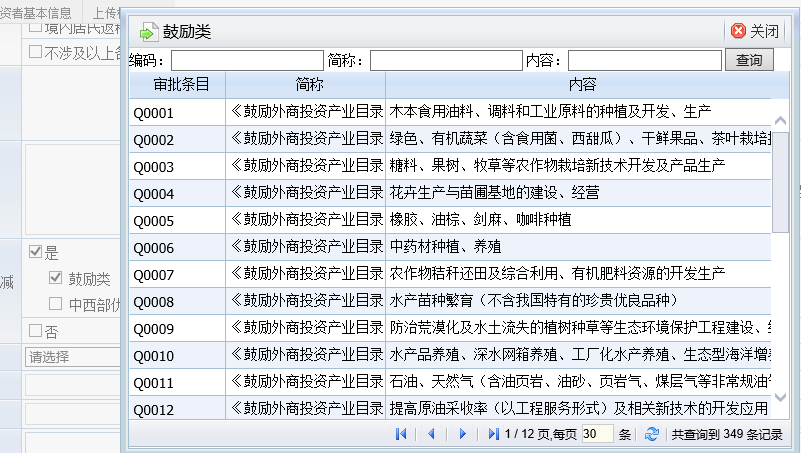 资者基本信息 上传
境内居民返程
不涉及以上各
是
减
鼓励类
中西部优
否
请选择
鼓励类 关闭
编码： 简称： 内容： 查询
审批条目 简称 内容
Q0001 《鼓励外商投资产业目录 木本食用油料、调料和工业原料的种植及开发、生产
Q0002 《鼓励外商投资产业目录 绿色、有机蔬菜（含食用菌、西甜瓜）、干鲜果品、茶叶栽培
Q0003 《鼓励外商投资产业目录 糖料、果树、牧草等农作物栽培新技术开发及产品生产
Q0004 《鼓励外商投资产业目录 花卉生产与苗圃基地的建设、经营
Q0005 《鼓励外商投资产业目录 橡胶、油棕、剑麻、咖啡种植
Q0006 《鼓励外商投资产业目录 中药材种植、养殖
Q0007 《鼓励外商投资产业目录 农作物秸秆还田及综合利用、有机肥料资源的开发生产
Q0008 《鼓励外商投资产业目录 水产苗种繁育（不含我国特有的珍贵优良品种）
Q0009 《鼓励外商投资产业目录 防治荒漠化及水土流失的植树种草等生态环境保护工程建设、
Q0010 《鼓励外商投资产业目录 水产品养殖、深水网箱养殖、工厂化水产养殖、生态型海洋增
Q0011 《鼓励外商投资产业目录 石油、天然气（含油页岩、油砂、页岩气、煤层气等非常规油
Q0012 《鼓励外商投资产业目录 提高原油采收率（以工程服务形式）及相关新技术的开发应用
1 / 12 页,每页 30 条 共查询到 349 条记录